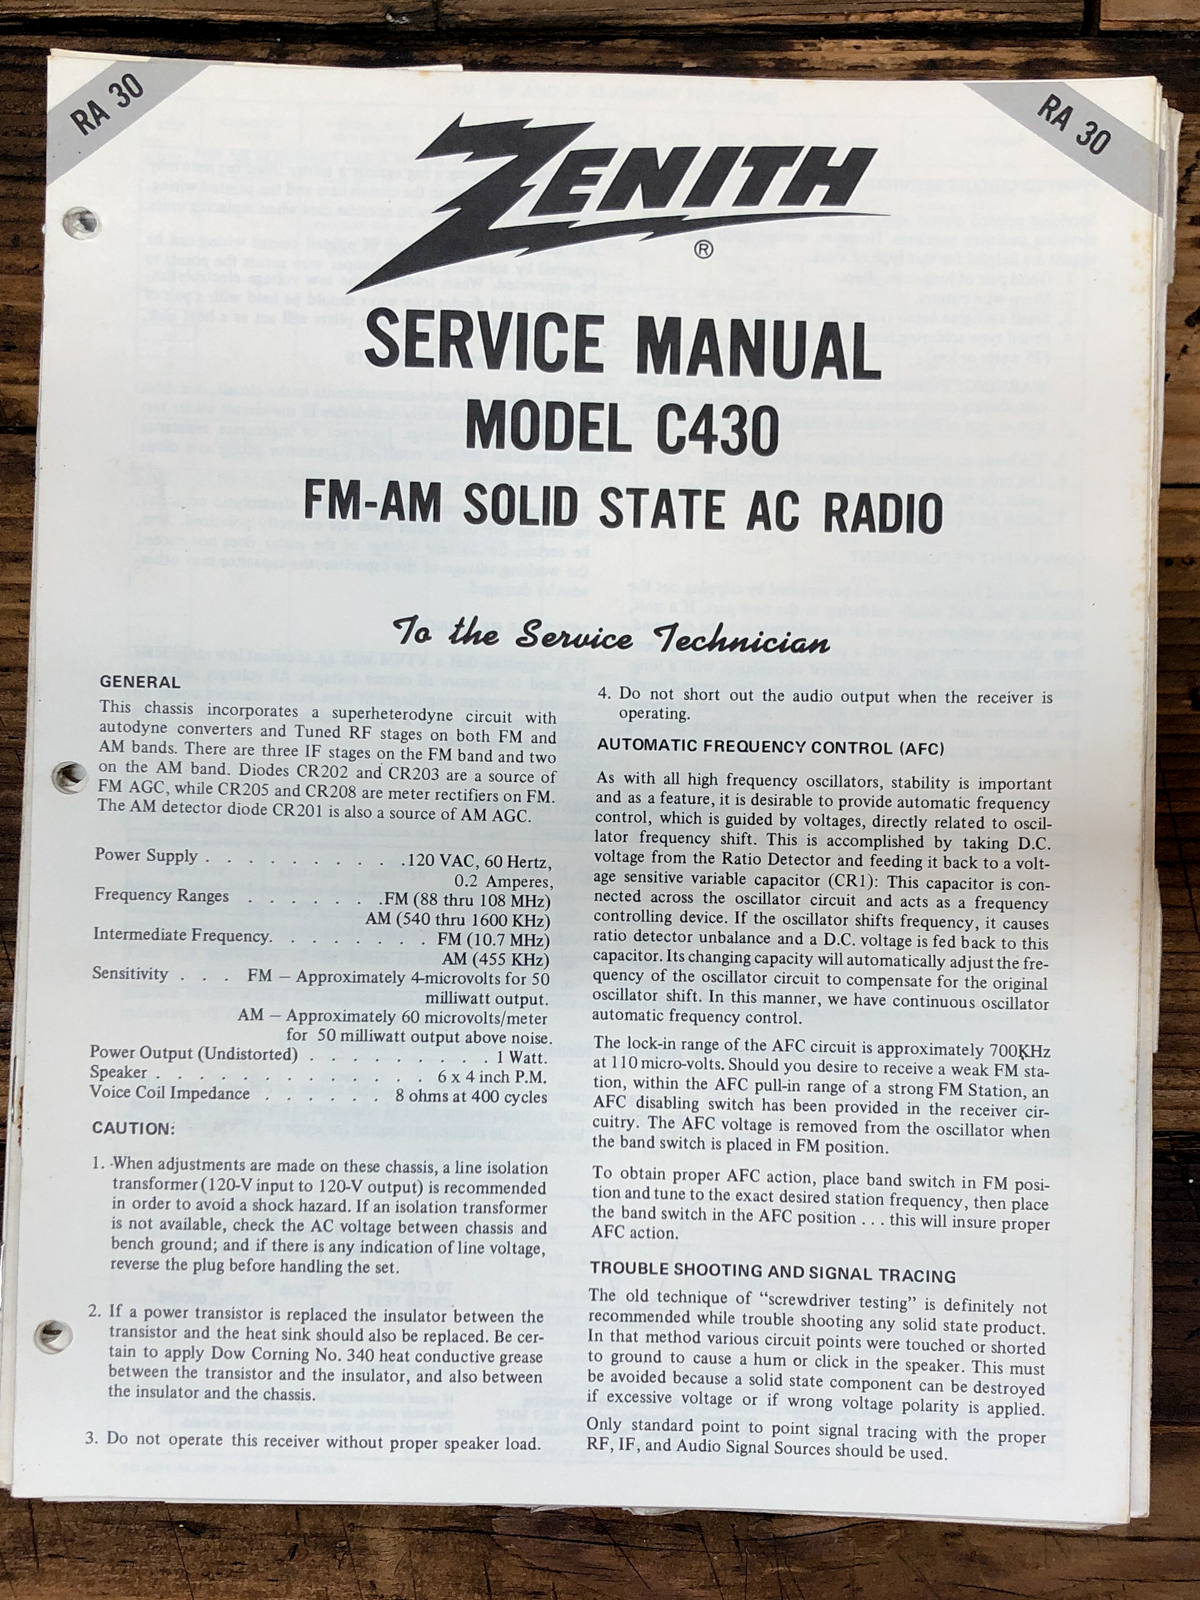 RA 30
RA 30
ZENITH
®
SERVICE MANUAL
MODEL C430
FM-AM SOLID STATE AC RADIO
To the Service Technician
GENERAL
This chassis incorporates a superheterodyne circuit with
autodyne converters and Tuned RF stages on both FM and
AM bands. There are three IF stages on the FM band and two
on the AM band. Diodes CR202 and CR203 are a source of
FM AGC, while CR205 and CR208 are meter rectifiers on FM.
The AM detector diode CR201 is also a source of AM AGC.
Power Supply . . . . . . . . . . .120 VAC, 60 Hertz,
0.2 Amperes,
Frequency Ranges . . . . . . .FM (88 thru 108 MHz)
AM (540 thru 1600 KHz)
Intermediate Frequency. . . . . . . . FM (10.7 MHz)
AM (455 KHz)
Sensitivity . . . FM – Approximately 4-microvolts for 50
milliwatt output.
AM – Approximately 60 microvolts/meter
for 50 milliwatt output above noise.
Power Output (Undistorted) . . . . . . . . . . 1 Watt.
Speaker . . . . . . . . . . . . . . 6 x 4 inch P.M.
Voice Coil Impedance . . . . . . 8 ohms at 400 cycles
CAUTION:
1. When adjustments are made on these chassis, a line isolation
transformer (120-V input to 120-V output) is recommended
in order to avoid a shock hazard. If an isolation transformer
is not available, check the AC voltage between chassis and
bench ground; and if there is any indication of line voltage,
reverse the plug before handling the set.
2. If a power transistor is replaced the insulator between the
transistor and the heat sink should also be replaced. Be cer-
tain to apply Dow Corning No. 340 heat conductive grease
between the transistor and the insulator, and also between
the insulator and the chassis.
3. Do not operate this receiver without proper speaker load.
4. Do not short out the audio output when the receiver is
operating.
AUTOMATIC FREQUENCY CONTROL (AFC)
As with all high frequency oscillators, stability is important
and as a feature, it is desirable to provide automatic frequency
control, which is guided by voltages, directly related to oscil-
lator frequency shift. This is accomplished by taking D.C.
voltage from the Ratio Detector and feeding it back to a volt-
age sensitive variable capacitor (CR1): This capacitor is con-
nected across the oscillator circuit and acts as a frequency
controlling device. If the oscillator shifts frequency, it causes
ratio detector unbalance and a D.C. voltage is fed back to this
capacitor. Its changing capacity will automatically adjust the fre-
quency of the oscillator circuit to compensate for the original
oscillator shift. In this manner, we have continuous oscillator
automatic frequency control.
The lock-in range of the AFC circuit is approximately 700KHz
at 110 micro-volts. Should you desire to receive a weak FM sta-
tion, within the AFC pull-in range of a strong FM Station, an
AFC disabling switch has been provided in the receiver cir-
cuitry. The AFC voltage is removed from the oscillator when
the band switch is placed in FM position.
To obtain proper AFC action, place band switch in FM posi-
tion and tune to the exact desired station frequency, then place
the band switch in the AFC position . . . this will insure proper
AFC action.
TROUBLE SHOOTING AND SIGNAL TRACING
The old technique of “screwdriver testing” is definitely not
recommended while trouble shooting any solid state product.
In that method various circuit points were touched or shorted
to ground to cause a hum or click in the speaker. This must
be avoided because a solid state component can be destroyed
if excessive voltage or if wrong voltage polarity is applied.
Only standard point to point signal tracing with the proper
RF, IF, and Audio Signal Sources should be used.